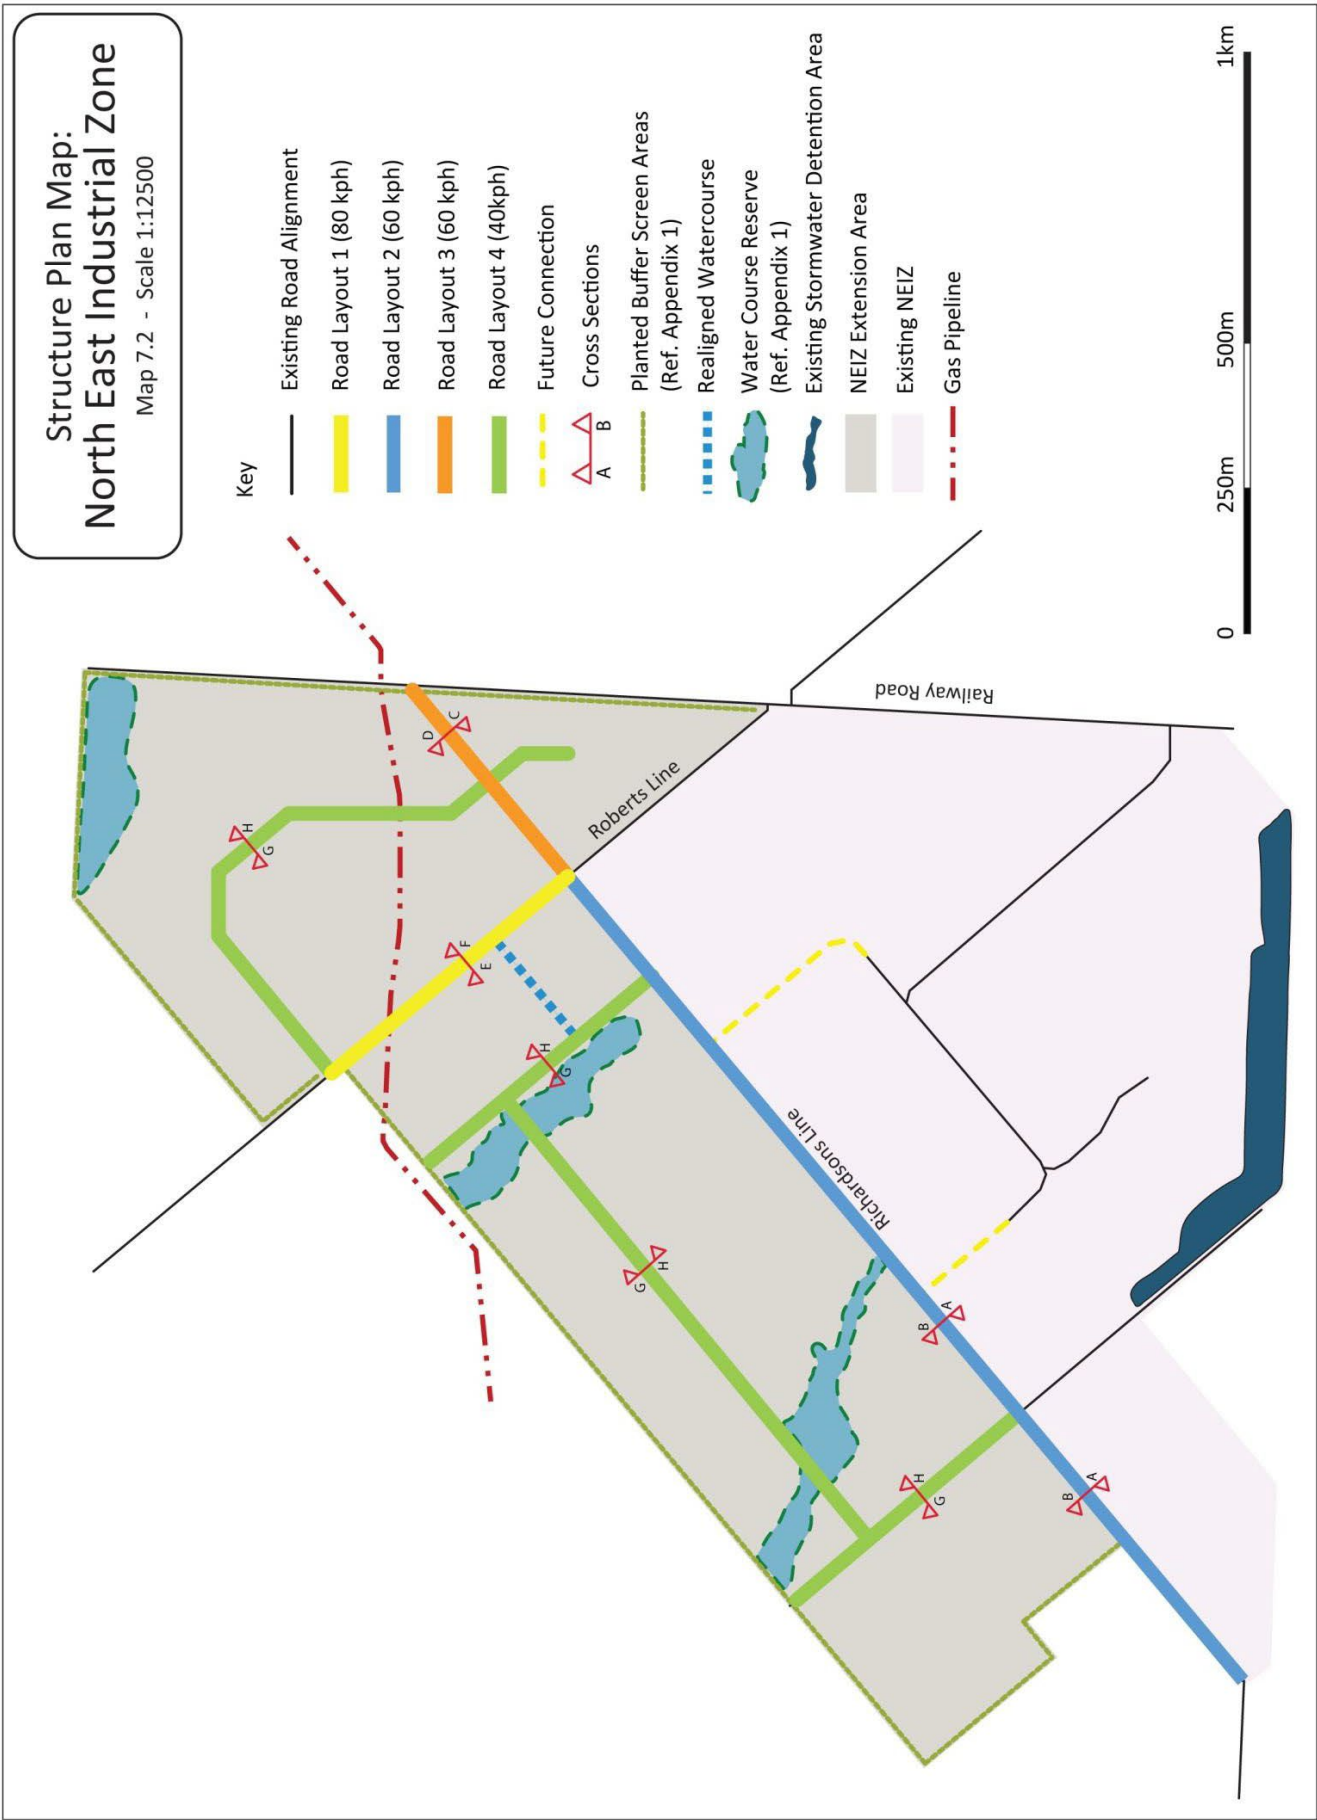 Structure Plan Map:
North East Industrial Zone
Map 7.2 - Scale 1:12500
Key
Existing Road Alignment
Road Layout 1 (80 kph)
Road Layout 2 (60 kph)
Road Layout 3 (60 kph)
Road Layout 4 (40kph)
Future Connection
A B
Cross Sections
Planted Buffer Screen Areas
(Ref. Appendix 1)
Realigned Watercourse
Water Course Reserve
(Ref. Appendix 1)
Existing Stormwater Detention Area
NEIZ Extension Area
Existing NEIZ
Gas Pipeline
0 250m 500m 1km
Railway Road
Roberts Line
Richardsons Line
D
C
H
G
F
E
H
G
G
H
B
A
H
G
B
A